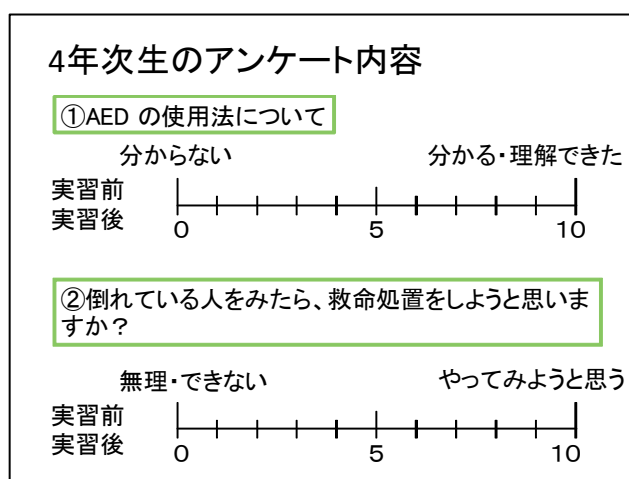 4年次生のアンケート内容
①AED の使用法について
分からない 分かる・理解できた
実習前
実習後
0 5 10
②倒れている人をみたら、救命処置をしようと思いま
すか？
無理・できない やってみようと思う
実習前
実習後
0 5 10